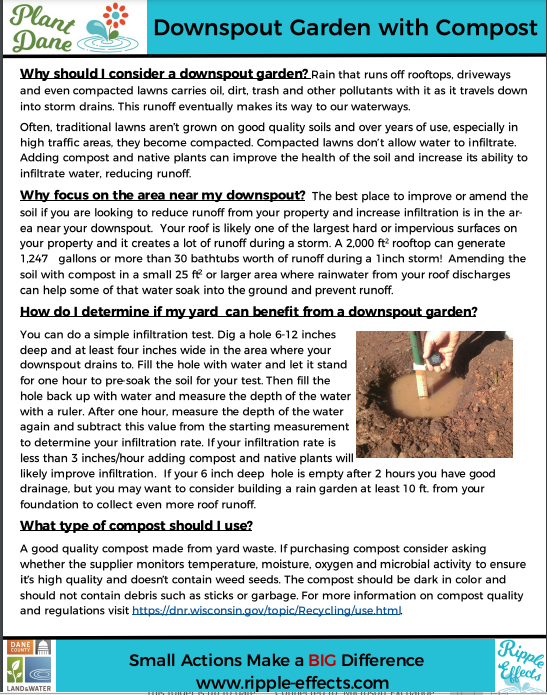 Plant
Dane
Downspout Garden with Compost
Why should I consider a downspout garden? Rain that runs off rooftops, driveways
and even compacted lawns carries oil, dirt, trash and other pollutants with it as it travels down
into storm drains. This runoff eventually makes its way to our waterways.
Often, traditional lawns aren't grown on good quality soils and over years of use, especially in
high traffic areas, they become compacted. Compacted lawns don't allow water to infiltrate.
Adding compost and native plants can improve the health of the soil and increase its ability to
infiltrate water, reducing runoff.
Why focus on the area near my downspout? The best place to improve or amend the
soil if you are looking to reduce runoff from your property and increase infiltration is in the ar-
ea near your downspout. Your roof is likely one of the largest hard or impervious surfaces on
your property and it creates a lot of runoff during a storm. A 2,000 ft² rooftop can generate
1,247 gallons or more than 30 bathtubs worth of runoff during a 1inch storm! Amending the
soil with compost in a small 25 ft² or larger area where rainwater from your roof discharges
can help some of that water soak into the ground and prevent runoff.
How do I determine if my yard can benefit from a downspout garden?
You can do a simple infiltration test. Dig a hole 6-12 inches
deep and at least four inches wide in the area where your
downspout drains to. Fill the hole with water and let it stand
for one hour to pre-soak the soil for your test. Then fill the
hole back up with water and measure the depth of the water
with a ruler. After one hour, measure the depth of the water
again and subtract this value from the starting measurement
to determine your infiltration rate. If your infiltration rate is
less than 3 inches/hour adding compost and native plants will
likely improve infiltration. If your 6 inch deep hole is empty after 2 hours you have good
drainage, but you may want to consider building a rain garden at least 10 ft. from your
foundation to collect even more roof runoff.
What type of compost should I use?
A good quality compost made from yard waste. If purchasing compost consider asking
whether the supplier monitors temperature, moisture, oxygen and microbial activity to ensure
it's high quality and doesn't contain weed seeds. The compost should be dark in color and
should not contain debris such as sticks or garbage. For more information on compost quality
and regulations visit https://dnr.wisconsin.gov/topic/Recycling/use.html.
DANE
COUNTY
LAND&WATER
Small Actions Make a BIG Difference
www.ripple-effects.com
Ripple
Effects